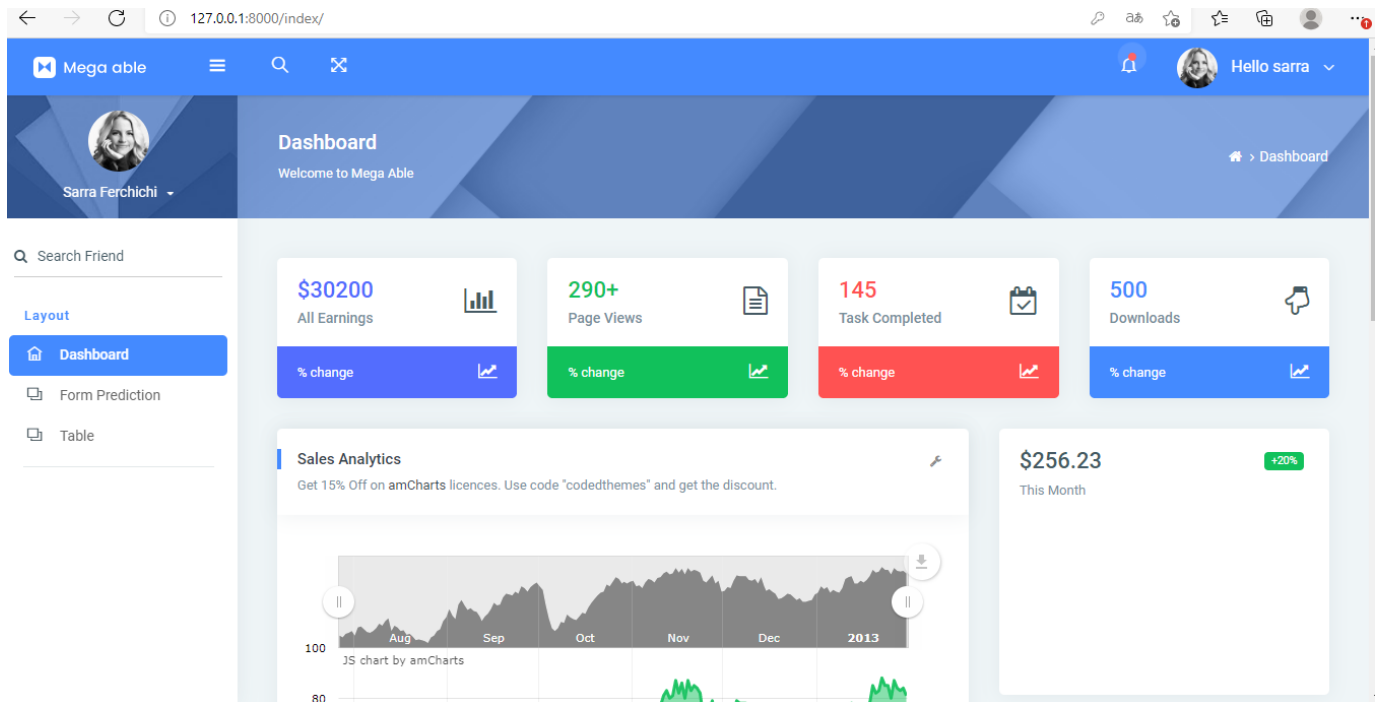 127.0.0.1:8000/index/
Mega able
Hello sarra
Sarra Ferchichi
Dashboard
Welcome to Mega Able
> Dashboard
Search Friend
Layout
Dashboard
Form Prediction
Table
$30200
All Earnings
% change
290+
Page Views
% change
145
Task Completed
% change
500
Downloads
% change
Sales Analytics
Get 15% Off on amCharts licences. Use code "codedthemes" and get the discount.
Aug Sep Oct Nov Dec 2013
100
JS chart by amCharts
80
$256.23
+20%
This Month